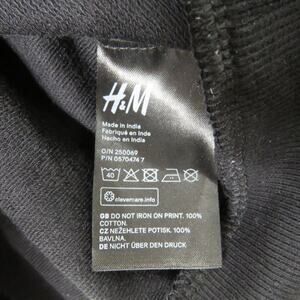 H&M
Made in India
Fabriqué en Inde
Hecho en India
O/N 250069
P/N 0570474 7
40
clevercare.info
GB DO NOT IRON ON PRINT. 100%
COTTON.
CZ NEŽEHLETE POTISK. 100%
BAVLNA.
DE NICHT ÜBER DEN DRUCK